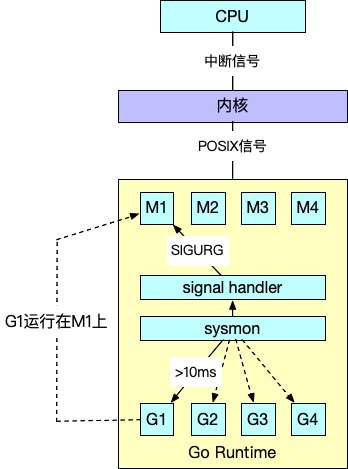 CPU
中断信号
内核
POSIX信号
M1 M2 M3 M4
SIGURG
signal handler
G1运行在M1上
sysmon
>10ms
G1 G2 G3 G4
Go Runtime